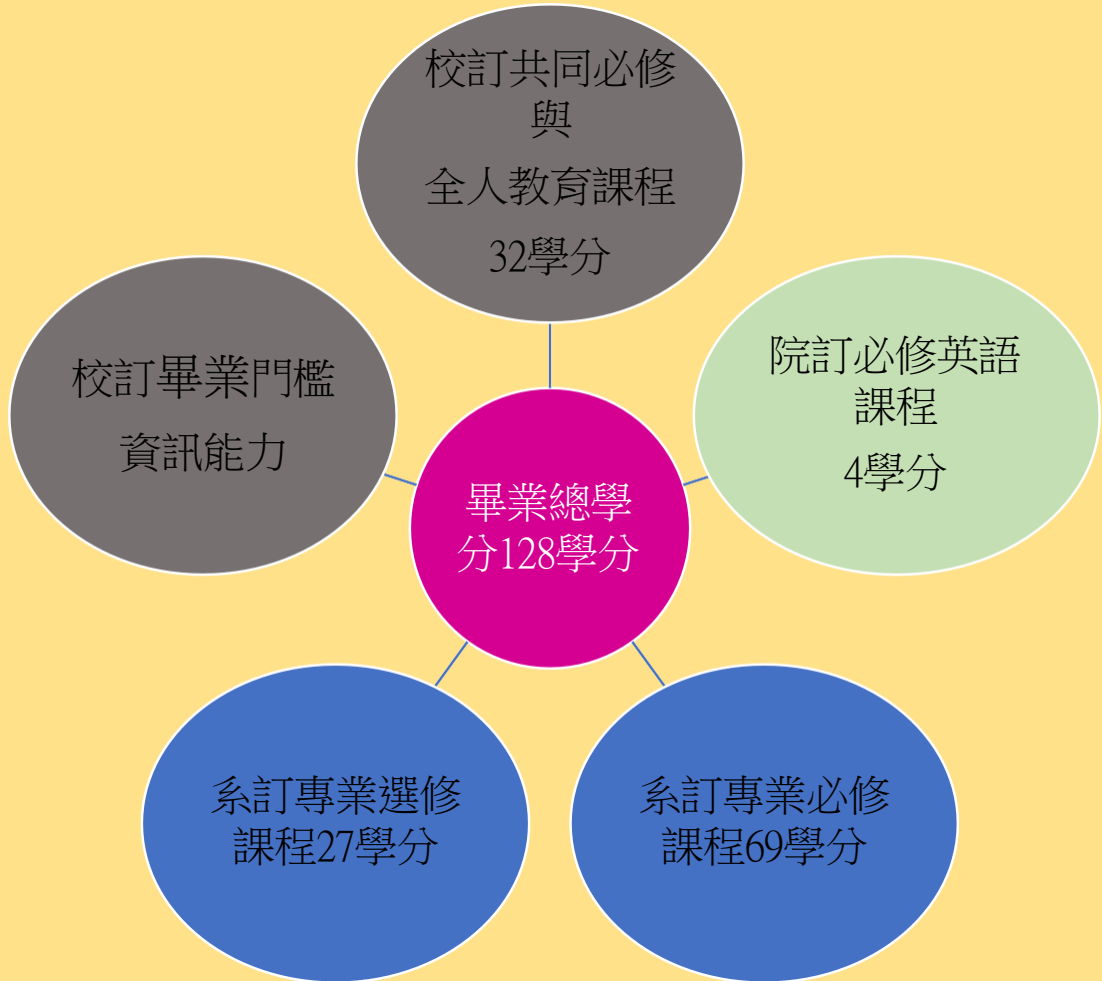 校訂共同必修
與
全人教育課程
32學分
院訂必修英語
課程
4學分
校訂畢業門檻
資訊能力
畢業總學
分128學分
系訂專業選修
課程27學分
系訂專業必修
課程69學分